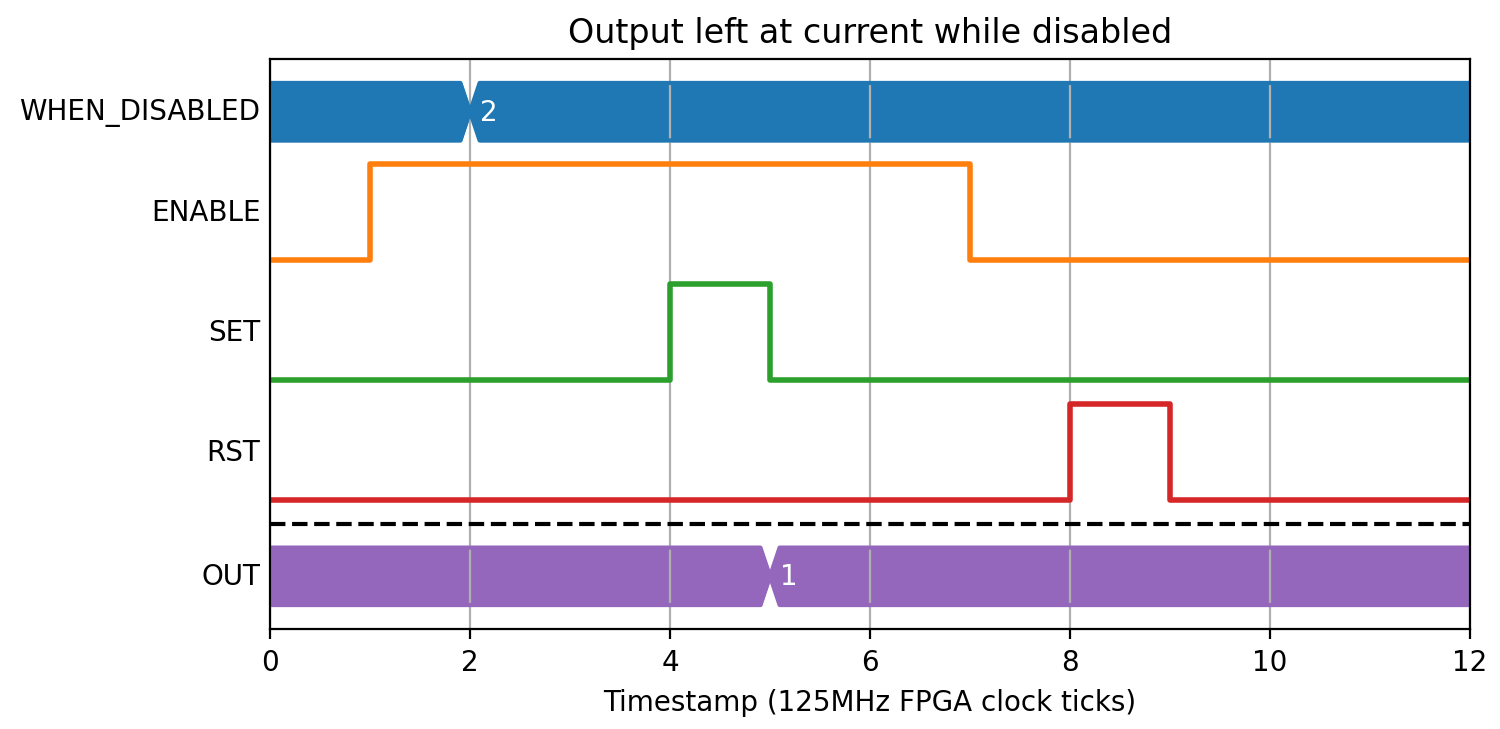 Output left at current while disabled
WHEN_DISABLED
2
ENABLE
SET
RST
OUT
1
0 2 4 6 8 10 12
Timestamp (125MHz FPGA clock ticks)